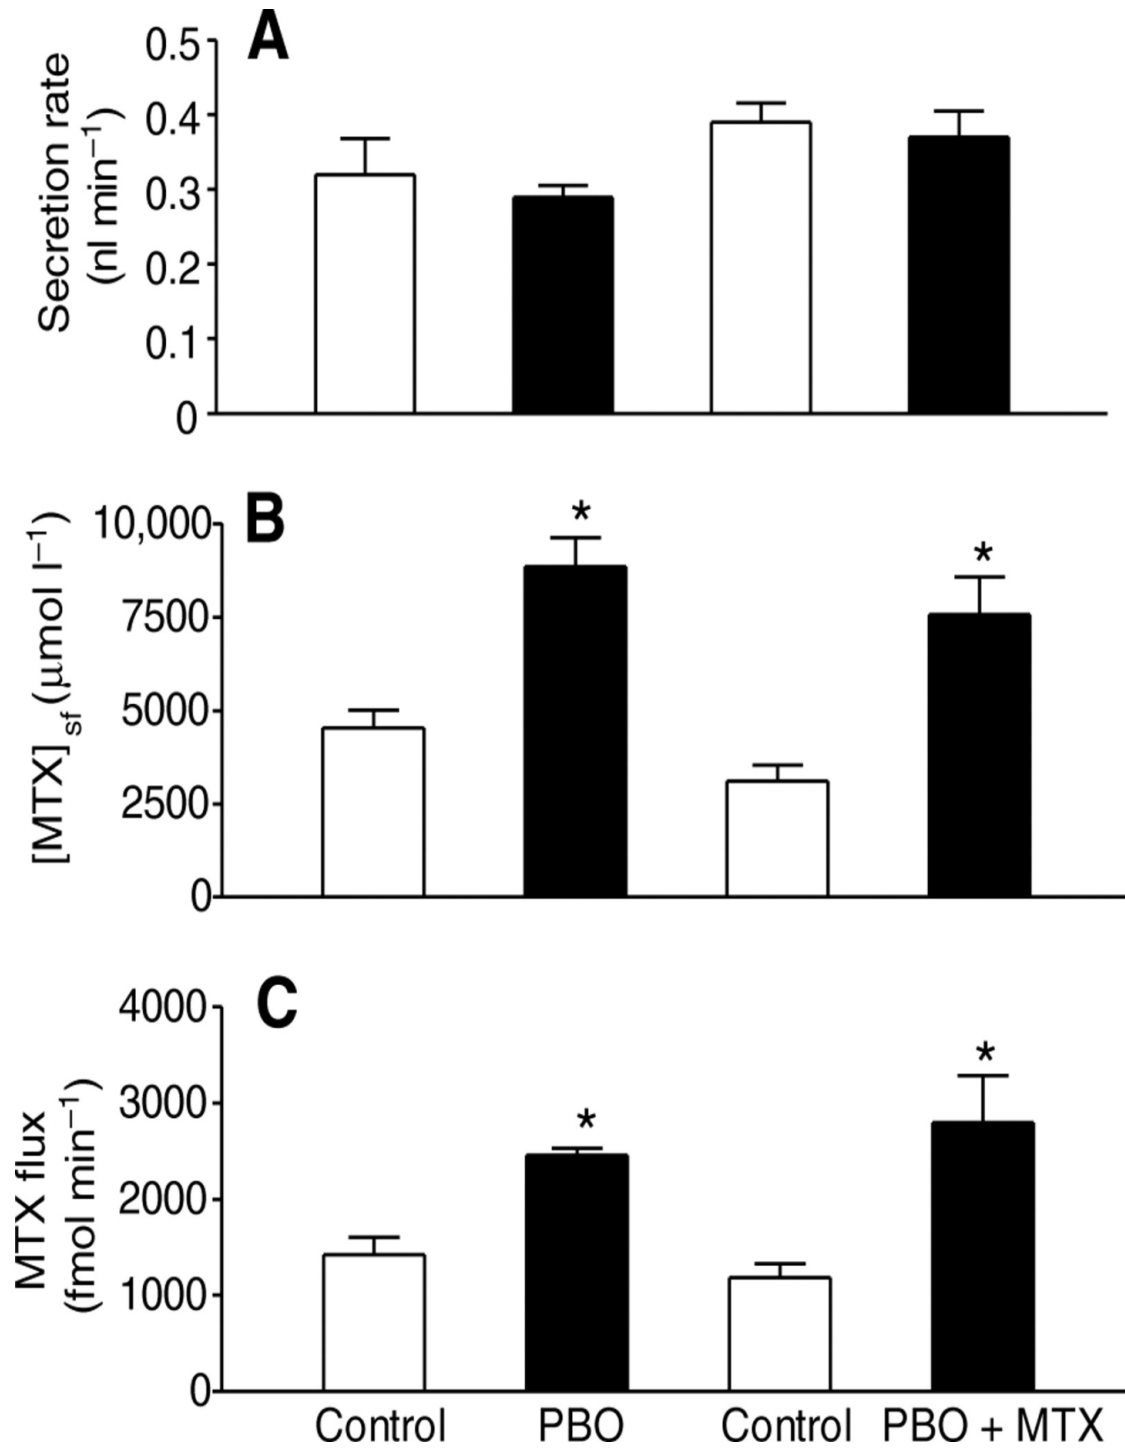 A
Secretion rate
(nl min⁻¹)
0.5
0.4
0.3
0.2
0.1
0
B
[MTX]sf (μmol l⁻¹)
10,000
7500
5000
2500
0
*
*
C
MTX flux
(fmol min⁻¹)
4000
3000
2000
1000
0
*
*
Control PBO Control PBO + MTX